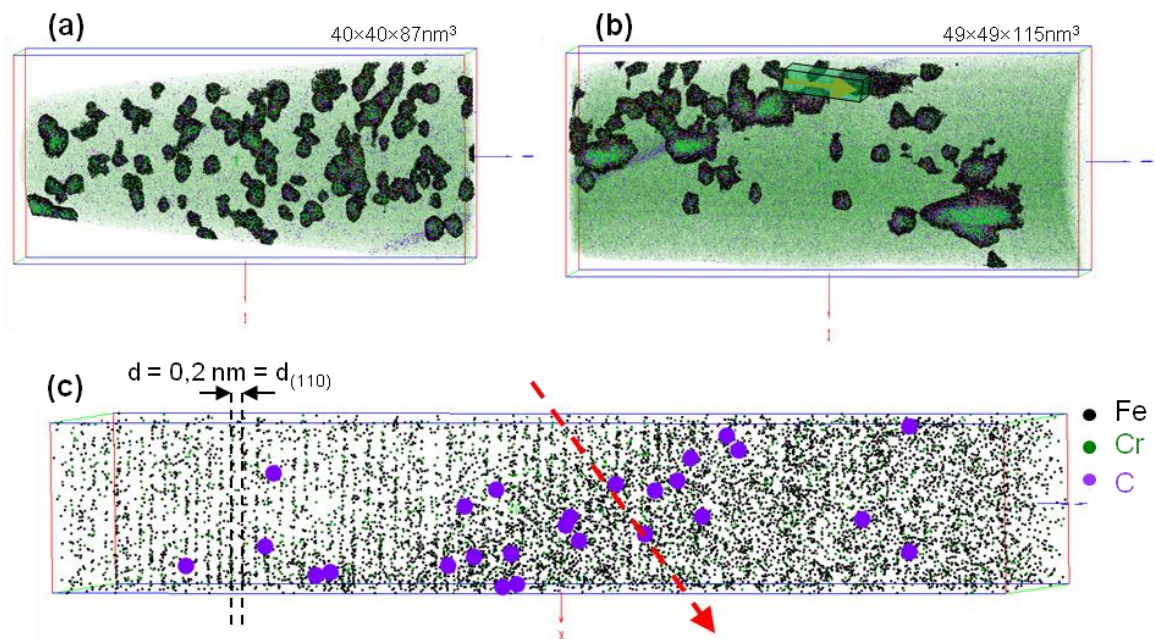 (a)
40×40×87nm³
(b)
49×49×115nm³
(c)
d = 0,2 nm = d(110)
Fe
Cr
C
x